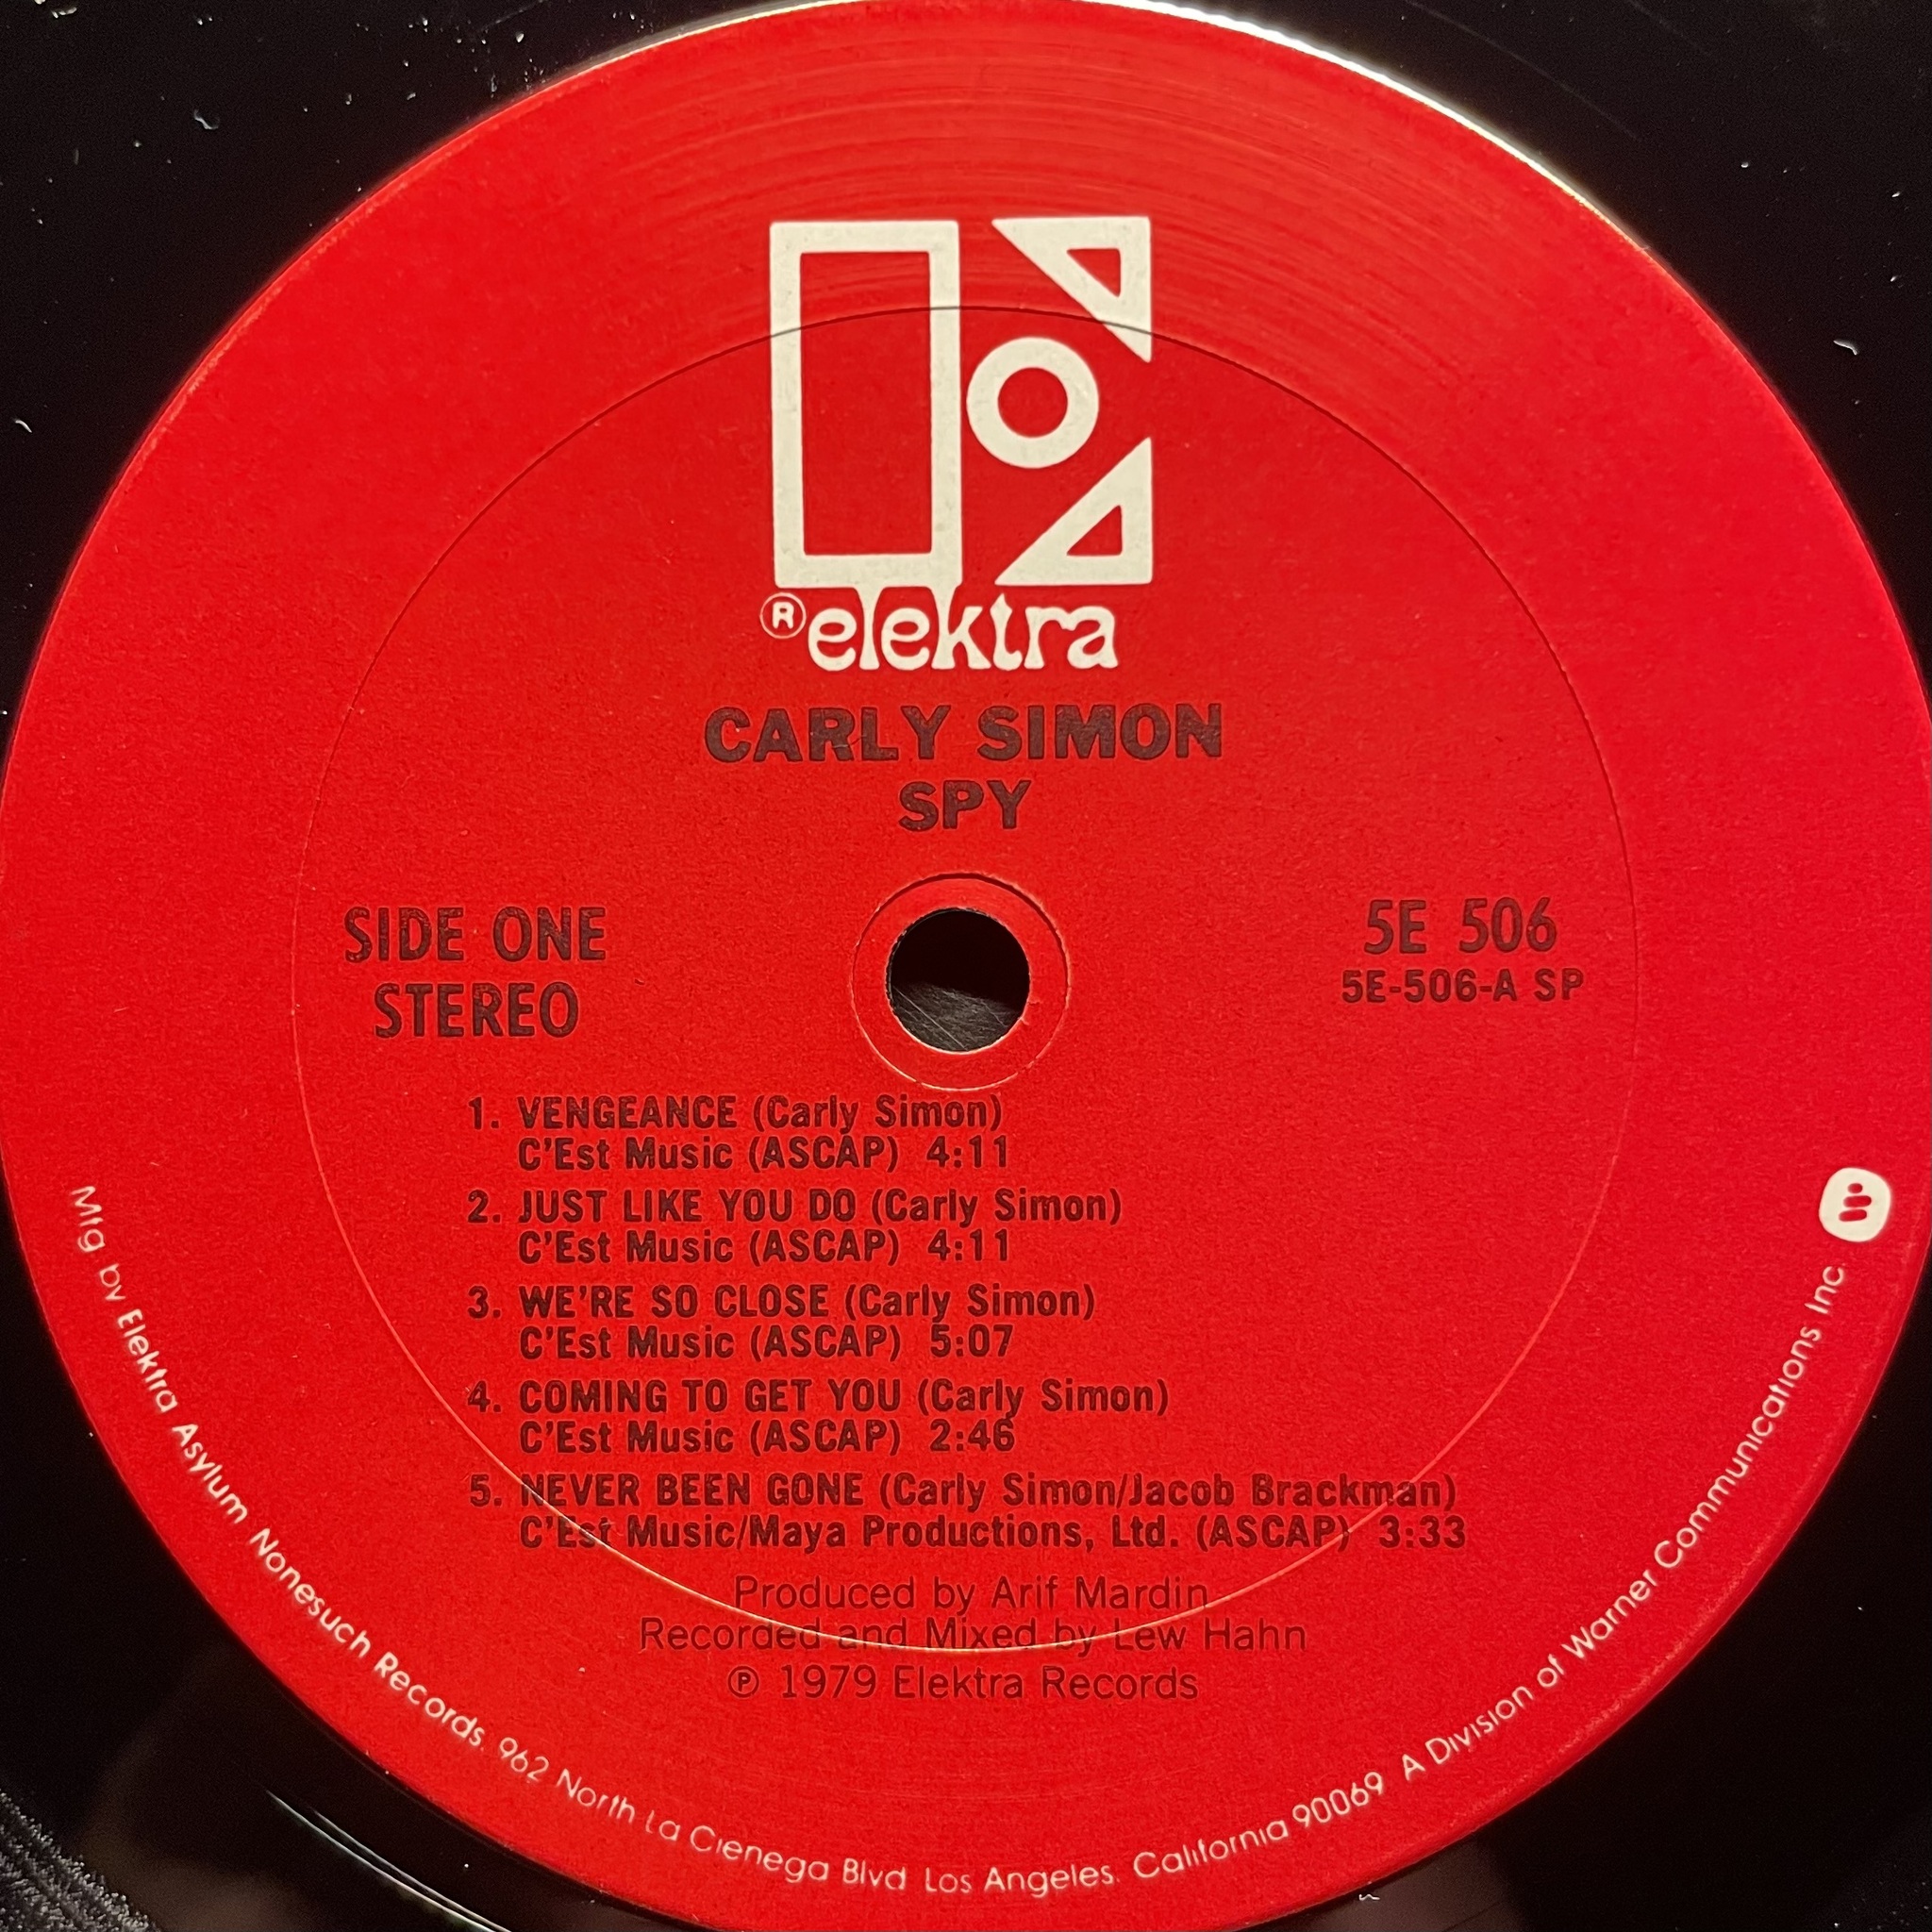 ® elektra
CARLY SIMON
SPY
SIDE ONE
STEREO
5E 506
5E-506-A SP
1. VENGEANCE (Carly Simon)
C'Est Music (ASCAP) 4:11
2. JUST LIKE YOU DO (Carly Simon)
C'Est Music (ASCAP) 4:11
3. WE'RE SO CLOSE (Carly Simon)
C'Est Music (ASCAP) 5:07
4. COMING TO GET YOU (Carly Simon)
C'Est Music (ASCAP) 2:46
5. NEVER BEEN GONE (Carly Simon/Jacob Brackman)
C'Est Music/Maya Productions, Ltd. (ASCAP) 3:33
Produced by Arif Mardin
Recorded and Mixed by Lew Hahn
℗ 1979 Elektra Records
Mfg by Elektra Asylum Nonesuch Records. 962 North La Cienega Blvd Los Angeles. California 90069 A Division of Warner Communications Inc.